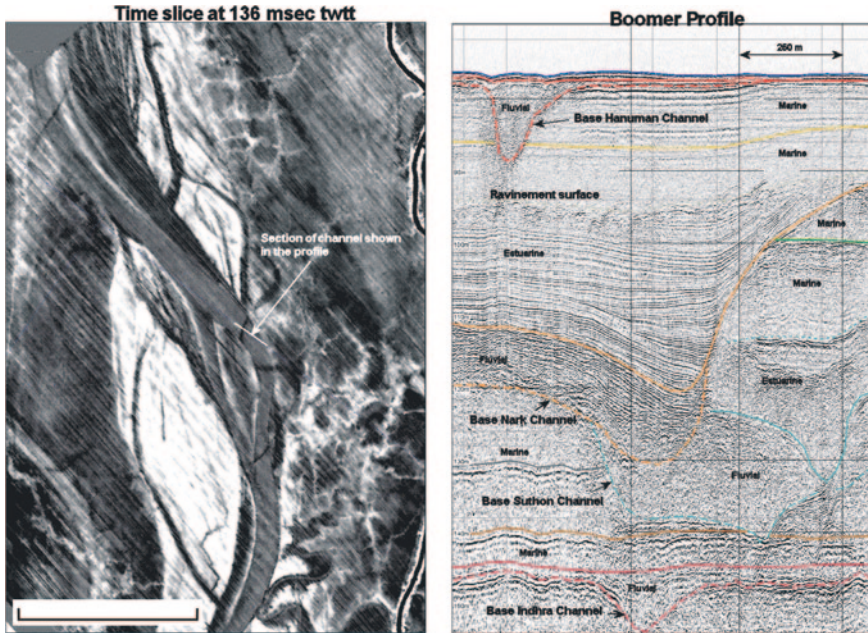 Time slice at 136 msec twtt
Section of channel shown
in the profile
Boomer Profile
260 m
Fluvial
Base Hanuman Channel
Marine
Marine
Ravinement surface
Marine
Estuarine
Marine
Fluvial
Estuarine
Base Nark Channel
Marine
Fluvial
Base Suthon Channel
Marine
Fluvial
Base Indhra Channel